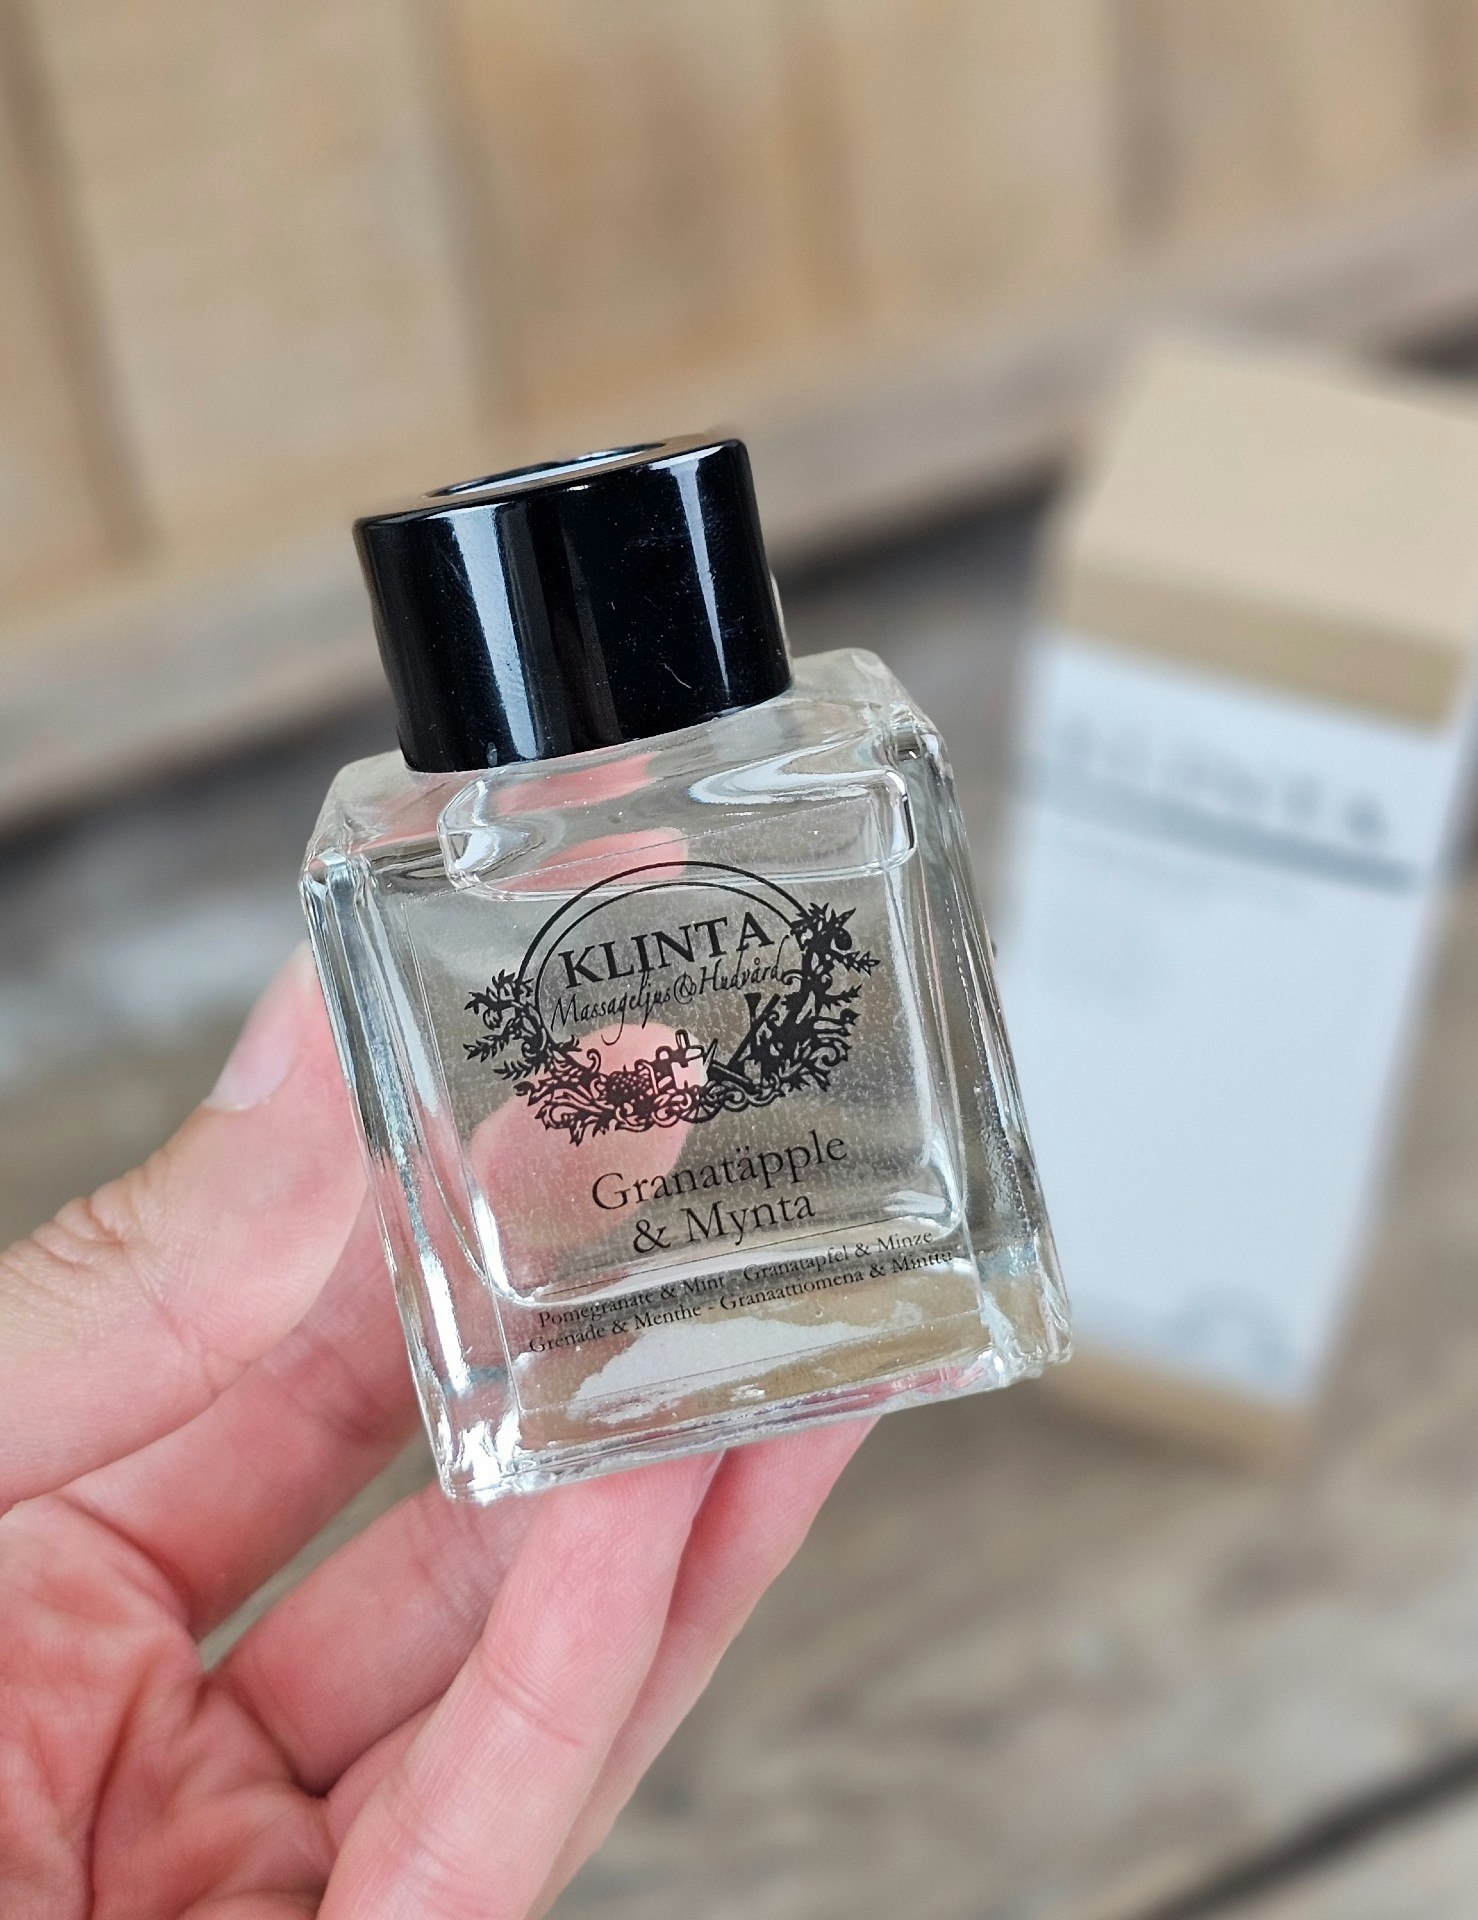 KLINTA
Massageljus & Hudvård
Granatäpple
& Mynta
Pomegranate & Mint - Granatapfel & Minze
Grenade & Menthe - Granaattiomena & Minttu